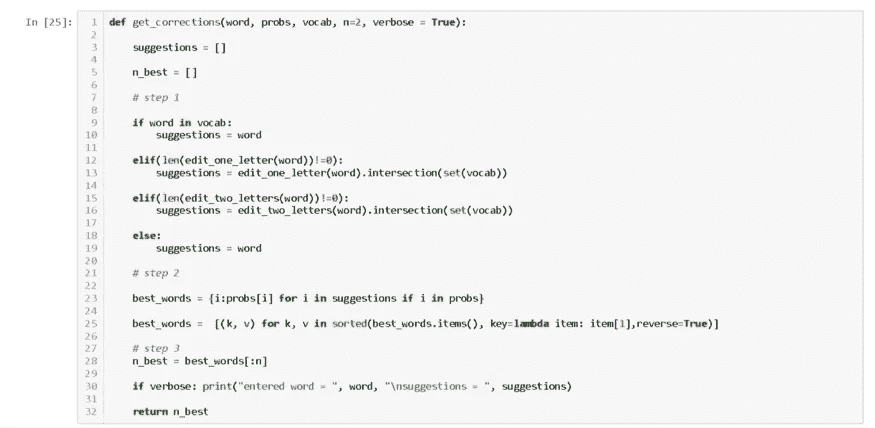 In [25]:
1 def get_corrections(word, probs, vocab, n=2, verbose = True):
2
3     suggestions = []
4
5     n_best = []
6
7     # step 1
8
9     if word in vocab:
10         suggestions = word
11
12     elif(len(edit_one_letter(word))!=0):
13         suggestions = edit_one_letter(word).intersection(set(vocab))
14
15     elif(len(edit_two_letters(word))!=0):
16         suggestions = edit_two_letters(word).intersection(set(vocab))
17
18     else:
19         suggestions = word
20
21     # step 2
22
23     best_words = {i:probs[i] for i in suggestions if i in probs}
24
25     best_words =  [(k, v) for k, v in sorted(best_words.items(), key=lambda item: item[1],reverse=True)]
26
27     # step 3
28     n_best = best_words[:n]
29
30     if verbose: print("entered word = ", word, "\nsuggestions = ", suggestions)
31
32     return n_best